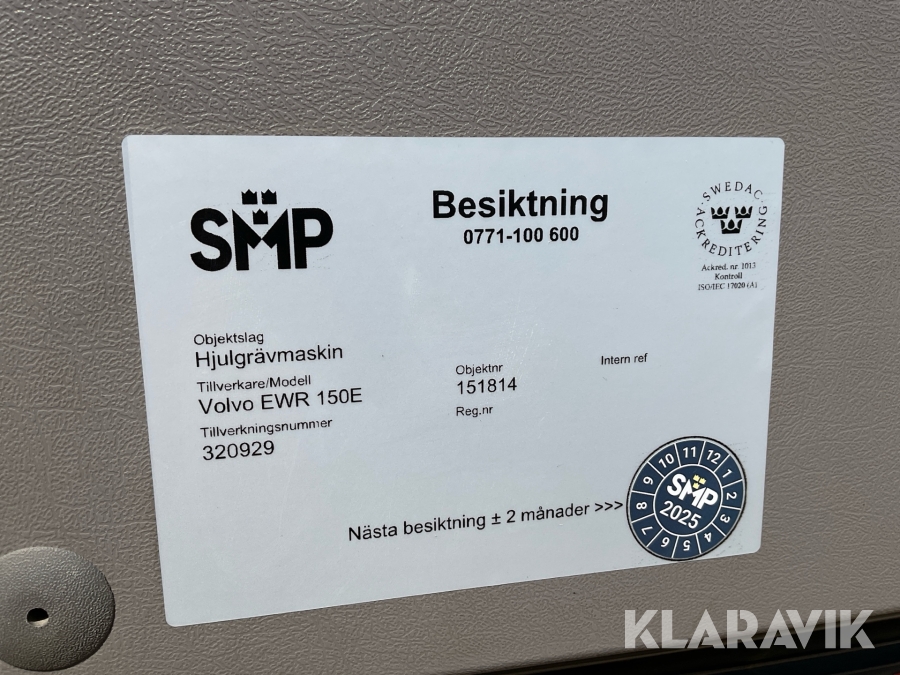 SMP
Besiktning
0771-100 600
SWEDAC
ACKREDITERING
Ackred. nr 1013
Kontroll
ISO/IEC 17020 (A)
Objektslag
Hjulgrävmaskin
Tillverkare/Modell
Volvo EWR 150E
Tillverkningsnummer
320929
Objektnr
151814
Reg.nr
Intern ref
Nästa besiktning ± 2 månader >>>
1 2 3 4 5 6 7 8 9 10 11 12
SMP
2025
KLARAVIK